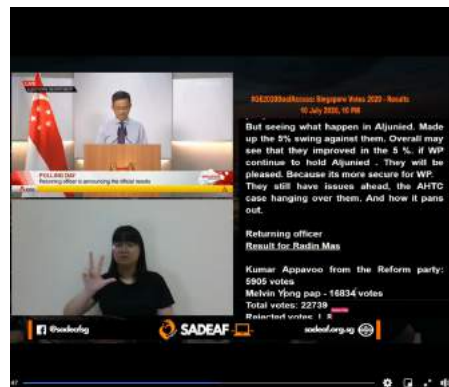 LIVE
POLLING DAY
Returning officer is announcing the official results
#GE2020SadAccess: Singapore Votes 2020 - Results
10 July 2020, 10 PM
But seeing what happen in Aljunied. Made
up the 5% swing against them. Overall may
see that they improved in the 5 %. if WP
continue to hold Aljunied . They will be
pleased. Because its more secure for WP.
They still have issues ahead, the AHTC
case hanging over them. And how it pans
out.
Returning officer
Result for Radin Mas
Kumar Appavoo from the Reform party:
5905 votes
Melvin Yong pap - 16834 votes
Total votes: 22739
Rejected votes
@sadeafsg
SADEAF
sadeaf.org.sg